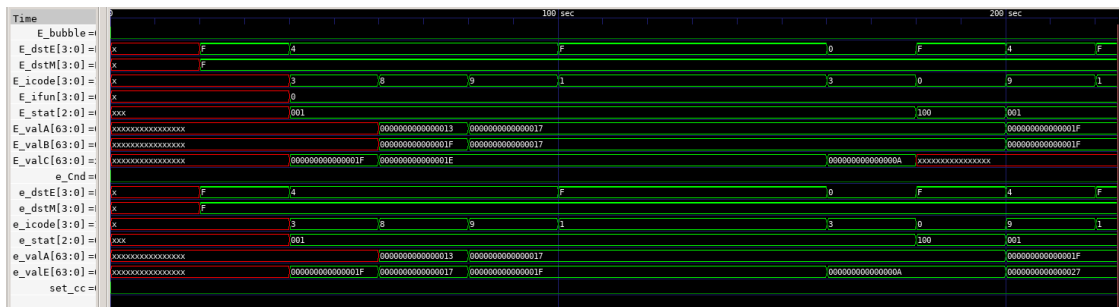 Time 0 100 sec 200 sec
E_bubble=
E_dstE[3:0]= x F 4 F 0 F 4 F
E_dstM[3:0]= x F
E_icode[3:0]= x 3 8 9 1 3 0 9 1
E_ifun[3:0]= x 0
E_stat[2:0]= xxx 001 100 001
E_valA[63:0]= xxxxxxxxxxxxxxxx 0000000000000013 0000000000000017 000000000000001F
E_valB[63:0]= xxxxxxxxxxxxxxxx 000000000000001F 0000000000000017 000000000000001F
E_valC[63:0]= xxxxxxxxxxxxxxxx 000000000000001F 000000000000001E 000000000000000A xxxxxxxxxxxxxxxx
e_Cnd=
e_dstE[3:0]= x F 4 F 0 F 4 F
e_dstM[3:0]= x F
e_icode[3:0]= x 3 8 9 1 3 0 9 1
e_stat[2:0]= xxx 001 100 001
e_valA[63:0]= xxxxxxxxxxxxxxxx 0000000000000013 0000000000000017 000000000000001F
e_valE[63:0]= xxxxxxxxxxxxxxxx 000000000000001F 0000000000000017 000000000000001F 000000000000000A 0000000000000027
set_cc=